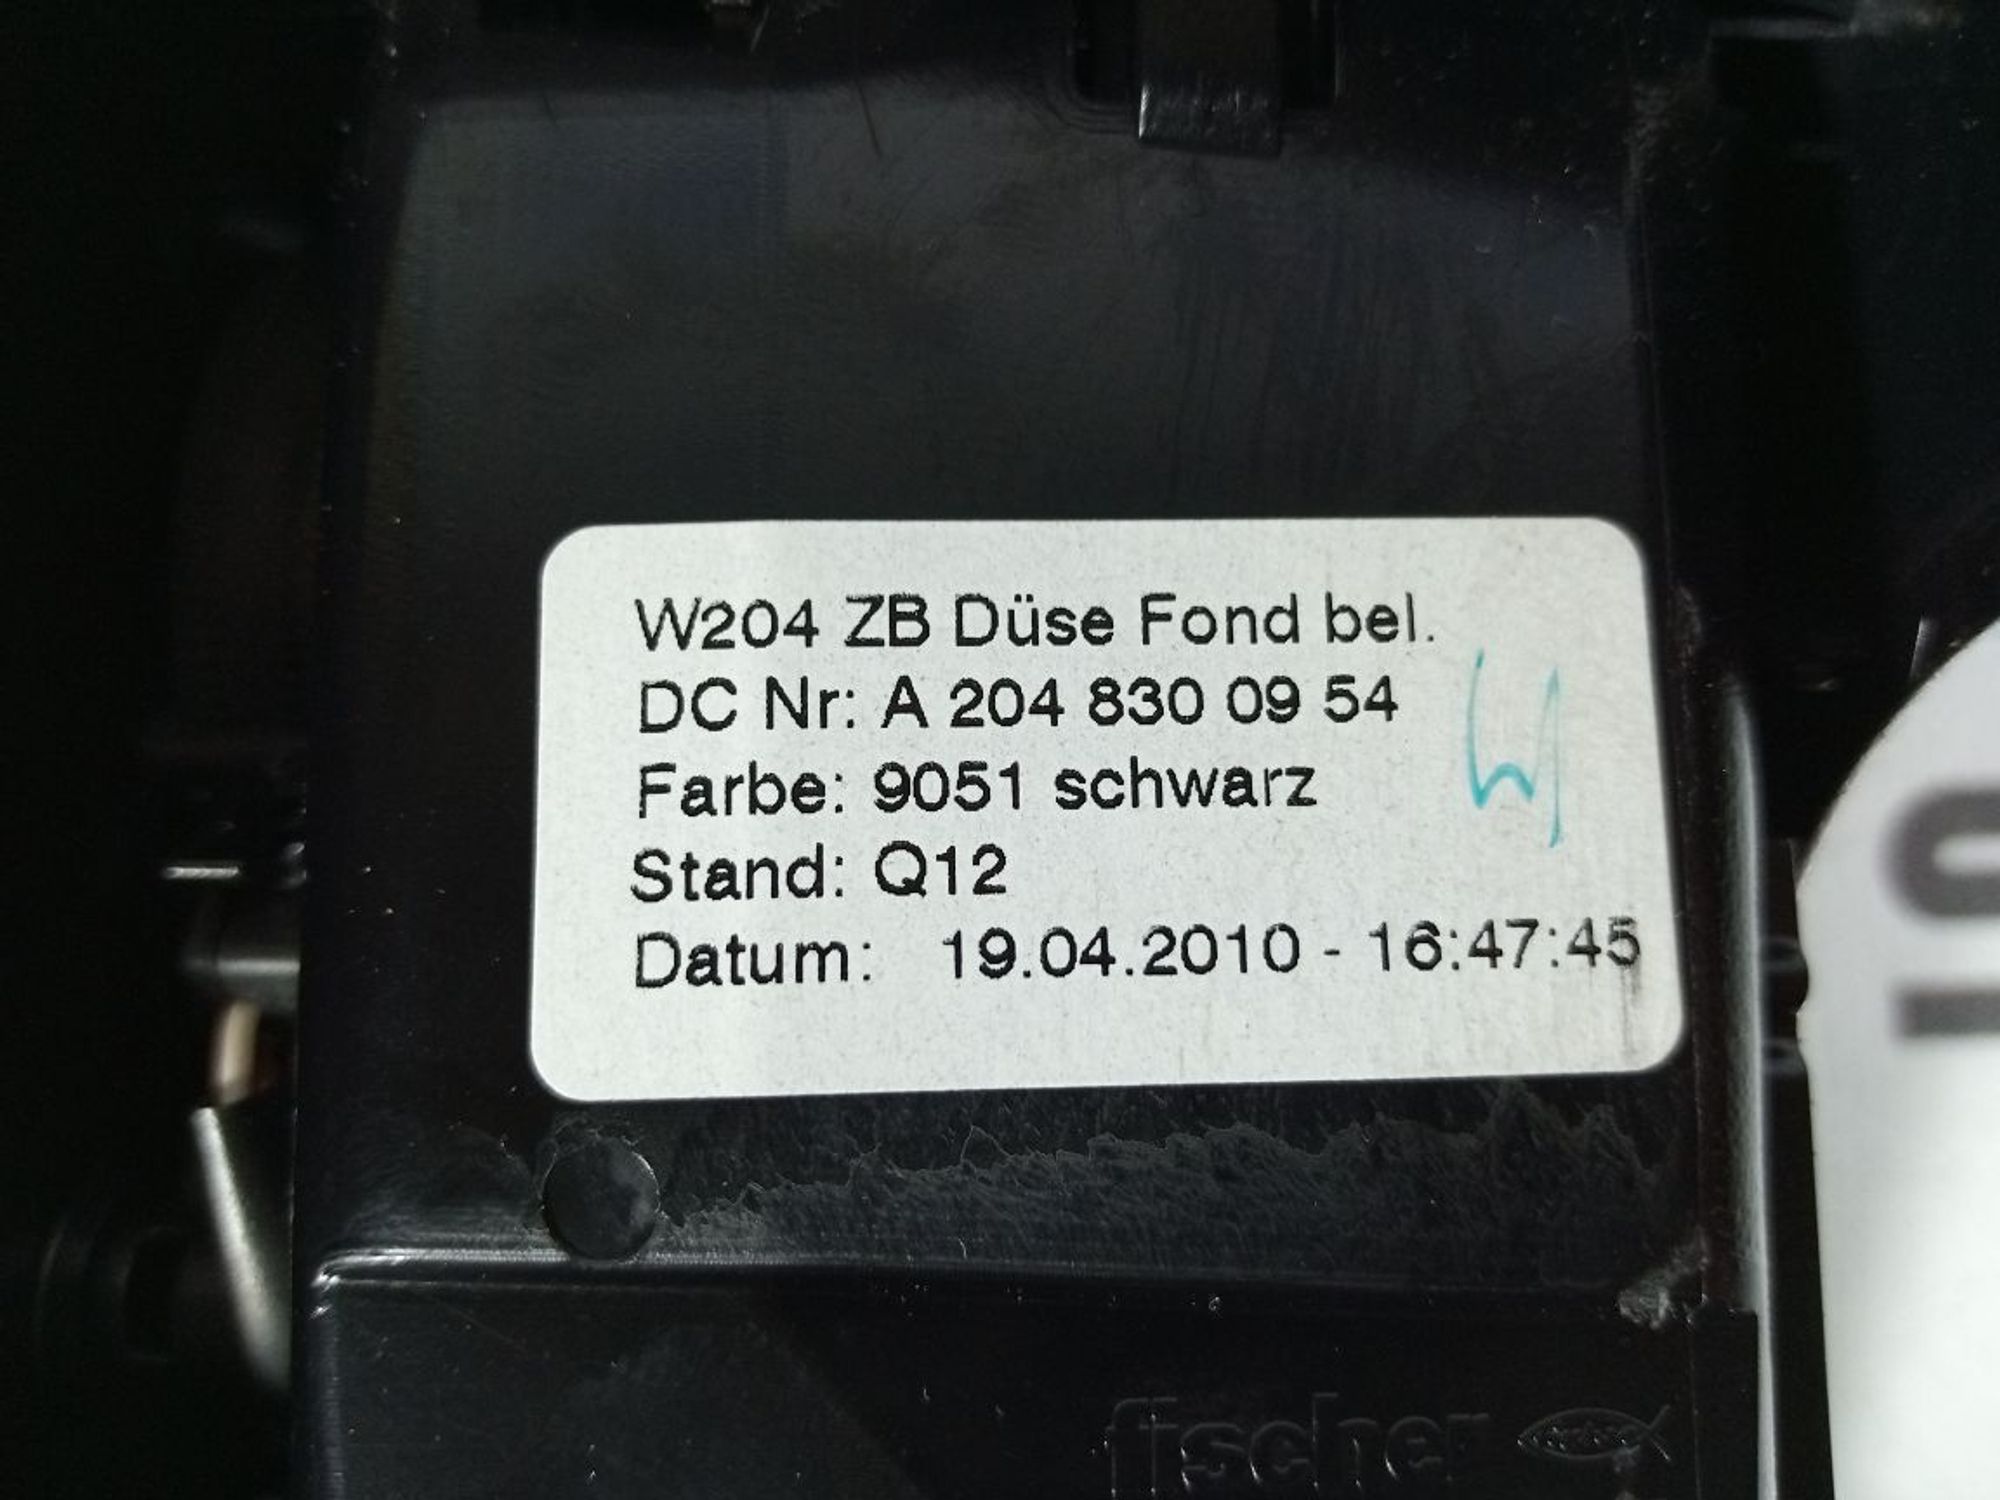 W204 ZB Düse Fond bel.
DC Nr: A 204 830 09 54
Farbe: 9051 schwarz
Stand: Q12
Datum: 19.04.2010 - 16:47:45
fischer